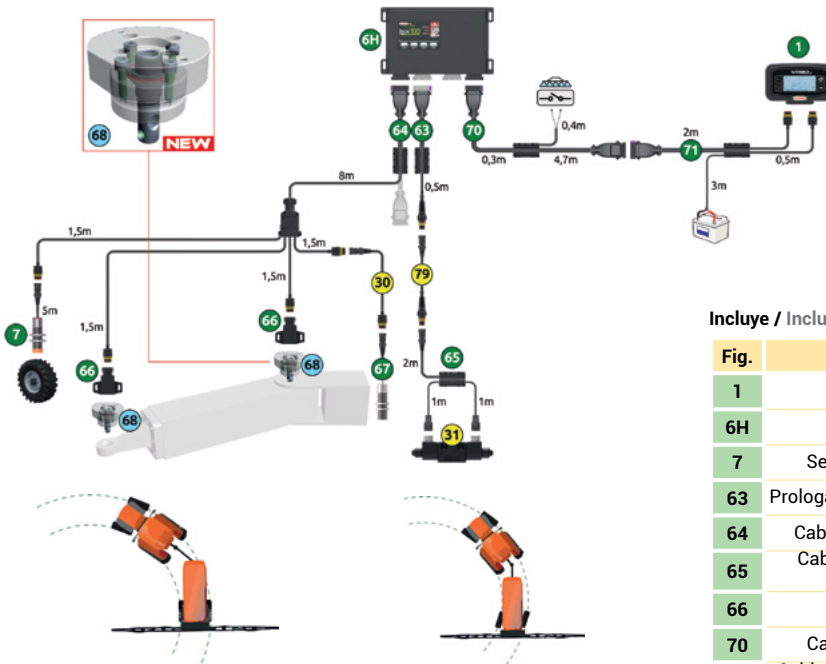 6H
1
68
NEW
64
63
70
0,4m
0,3m
4,7m
2m
71
0,5m
3m
8m
0,5m
1,5m
1,5m
1,5m
1,5m
5m
7
66
66
30
79
68
68
67
2m
65
1m
1m
31
Incluye / Inclu
Fig.
1
6H
7 Se
63 Prologa
64 Cab
65 Cab
66
70 Ca